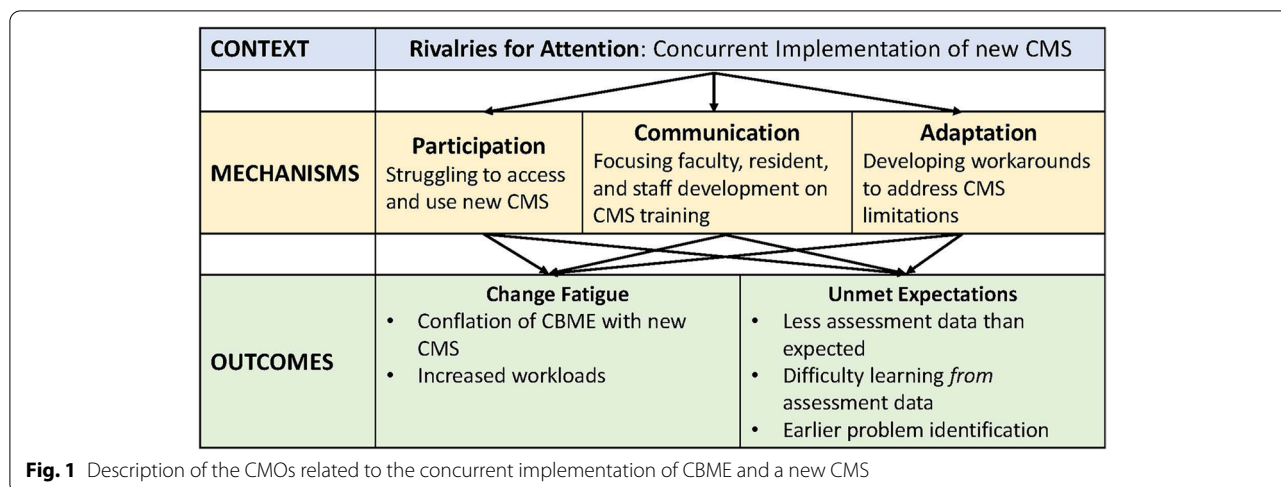 CONTEXT
Rivalries for Attention: Concurrent Implementation of new CMS
MECHANISMS
Participation
Struggling to access
and use new CMS
Communication
Focusing faculty, resident,
and staff development on
CMS training
Adaptation
Developing workarounds
to address CMS
limitations
OUTCOMES
Change Fatigue
• Conflation of CBME with new
CMS
• Increased workloads
Unmet Expectations
• Less assessment data than
expected
• Difficulty learning from
assessment data
• Earlier problem identification
Fig. 1 Description of the CMOs related to the concurrent implementation of CBME and a new CMS